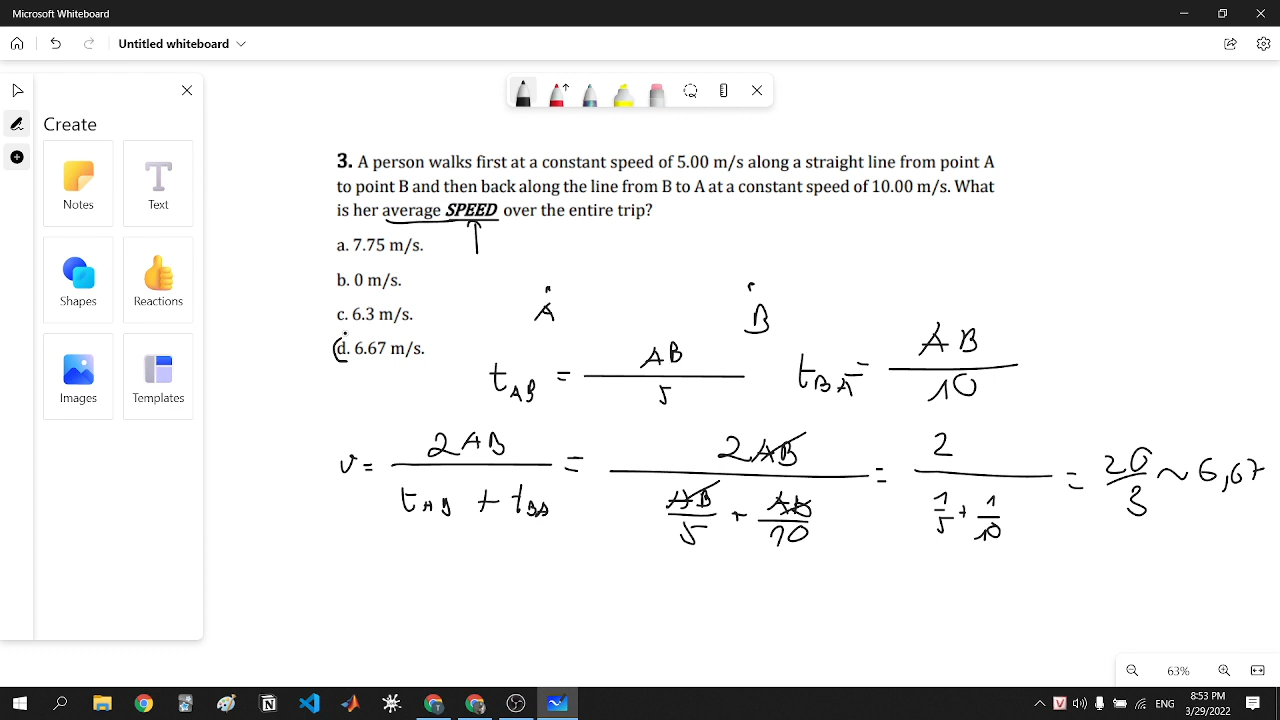 Microsoft Whiteboard
Untitled whiteboard
Create
Notes
Text
Shapes
Reactions
Images
Templates
3. A person walks first at a constant speed of 5.00 m/s along a straight line from point A
to point B and then back along the line from B to A at a constant speed of 10.00 m/s. What
is her average SPEED over the entire trip?
a. 7.75 m/s.
b. 0 m/s.
c. 6.3 m/s.
d. 6.67 m/s.
A B
t_AB = AB/5 t_BA = AB/10
v = 2AB/(t_AB + t_BA) = 2AB/(AB/5 + AB/10) = 2/(1/5 + 1/10) = 20/3 ~ 6,67
63%
ENG
8:53 PM
3/29/2022